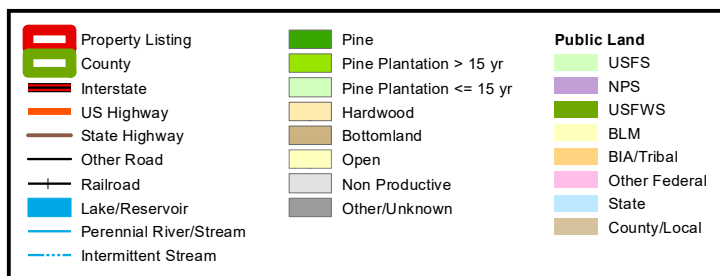 Property Listing
County
Interstate
US Highway
State Highway
Other Road
Railroad
Lake/Reservoir
Perennial River/Stream
Intermittent Stream
Pine
Pine Plantation > 15 yr
Pine Plantation <= 15 yr
Hardwood
Bottomland
Open
Non Productive
Other/Unknown
Public Land
USFS
NPS
USFWS
BLM
BIA/Tribal
Other Federal
State
County/Local